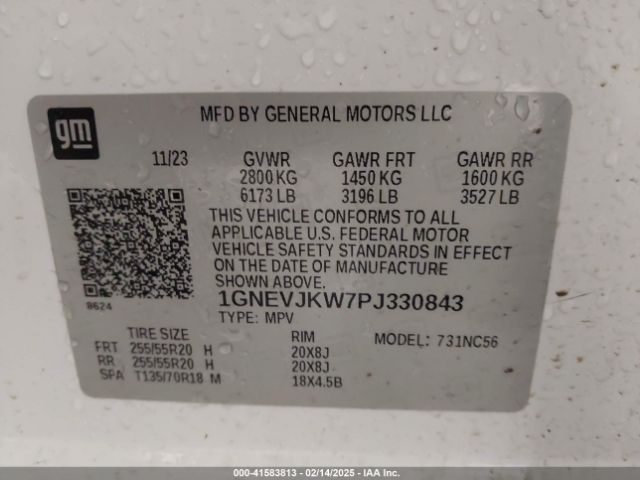 gm
MFD BY GENERAL MOTORS LLC
11/23 GVWR GAWR FRT GAWR RR
2800 KG 1450 KG 1600 KG
6173 LB 3196 LB 3527 LB
THIS VEHICLE CONFORMS TO ALL
APPLICABLE U.S. FEDERAL MOTOR
VEHICLE SAFETY STANDARDS IN EFFECT
ON THE DATE OF MANUFACTURE
SHOWN ABOVE.
8624
1GNEVJKW7PJ330843
TYPE: MPV
TIRE SIZE RIM MODEL: 731NC56
FRT 255/55R20 H 20X8J
RR 255/55R20 H 20X8J
SPA T135/70R18 M 18X4.5B
000-41583813 - 02/14/2025 - IAA Inc.